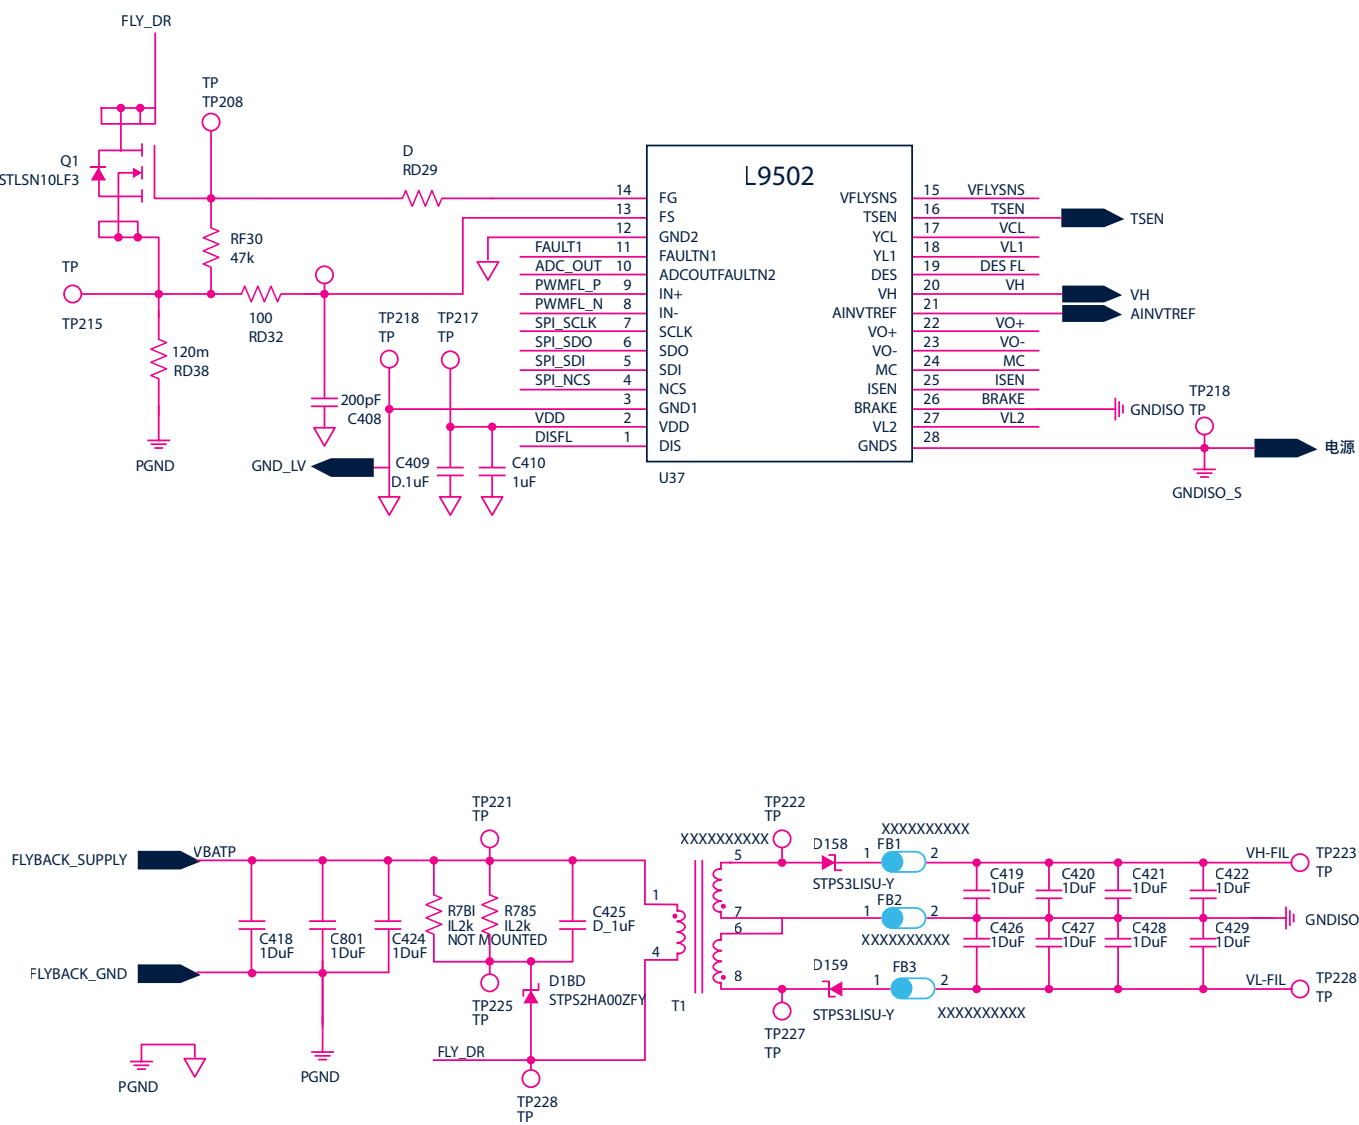 FLY_DR
TP
TP208
Q1
STLSN10LF3
D
RD29
RF30
47k
TP
TP215
100
RD32
120m
RD38
PGND
200pF
C408
TP218
TP
TP217
TP
GND_LV
C409
D.1uF
C410
1uF
L9502
14 FG
13 FS
12 GND2
FAULT1 11 FAULTN1
ADC_OUT 10 ADCOUTFAULTN2
PWMFL_P 9 IN+
PWMFL_N 8 IN-
SPI_SCLK 7 SCLK
SPI_SDO 6 SDO
SPI_SDI 5 SDI
SPI_NCS 4 NCS
3 GND1
VDD 2 VDD
DISFL 1 DIS
U37
VFLYSNS 15 VFLYSNS
TSEN 16 TSEN TSEN
YCL 17 VCL
YL1 18 VL1
DES 19 DES FL
VH 20 VH VH
AINVTREF 21 AINVTREF
VO+ 22 VO+
VO- 23 VO-
MC 24 MC
ISEN 25 ISEN
BRAKE 26 BRAKE GNDISO
VL2 27 VL2
GNDS 28
TP218
TP
电源
GNDISO_S
FLYBACK_SUPPLY
VBATP
FLYBACK_GND
C418
1DuF
C801
1DuF
C424
1DuF
PGND
PGND
TP221
TP
R7BI
IL2k
R785
IL2k
NOT MOUNTED
C425
D_1uF
TP225
TP
D1BD
STPS2HA00ZFY
FLY_DR
TP228
TP
1
4
T1
XXXXXXXXXX
5
7
6
8
TP222
TP
TP227
TP
D158
STPS3LISU-Y
D159
STPS3LISU-Y
XXXXXXXXXX
1 FB1 2
1 FB2 2
XXXXXXXXXX
1 FB3 2
XXXXXXXXXX
C419
1DuF
C420
1DuF
C421
1DuF
C422
1DuF
C426
1DuF
C427
1DuF
C428
1DuF
C429
1DuF
VH-FIL
TP223
TP
GNDISO
VL-FIL
TP228
TP